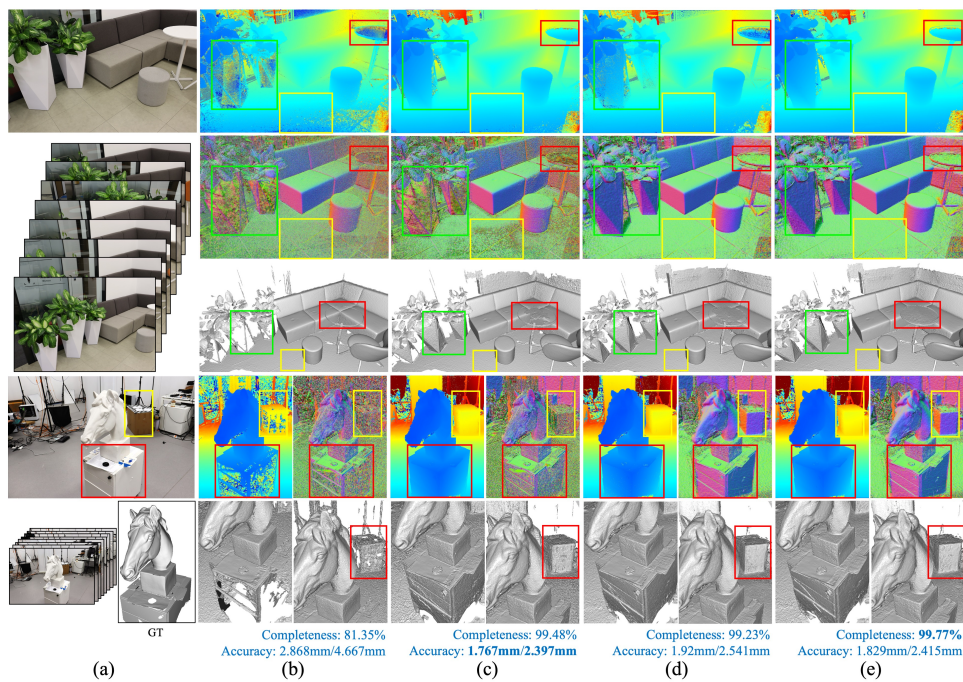 GT
Completeness: 81.35%
Accuracy: 2.868mm/4.667mm
Completeness: 99.48%
Accuracy: 1.767mm/2.397mm
Completeness: 99.23%
Accuracy: 1.92mm/2.541mm
Completeness: 99.77%
Accuracy: 1.829mm/2.415mm
(a)
(b)
(c)
(d)
(e)